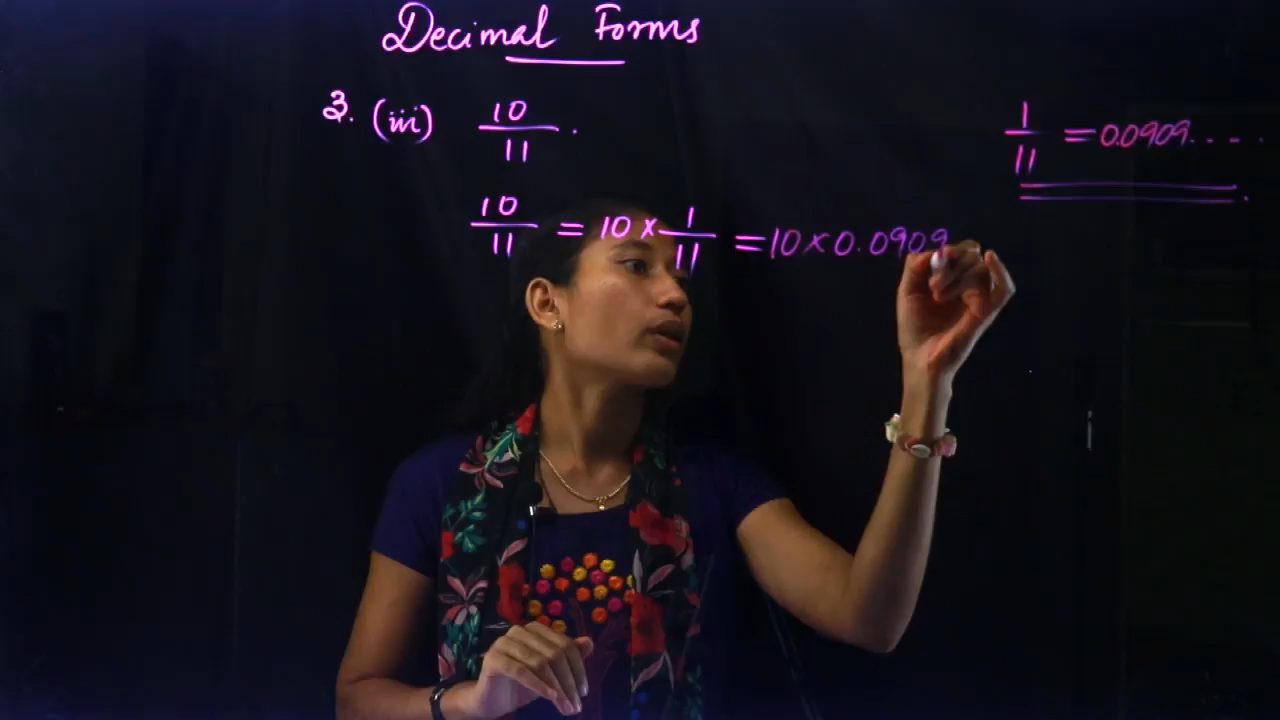 Decimal Forms
3. (iii) 10/11.
1/11 = 0.0909.... .
10/11 = 10 × 1/11 = 10 × 0.0909